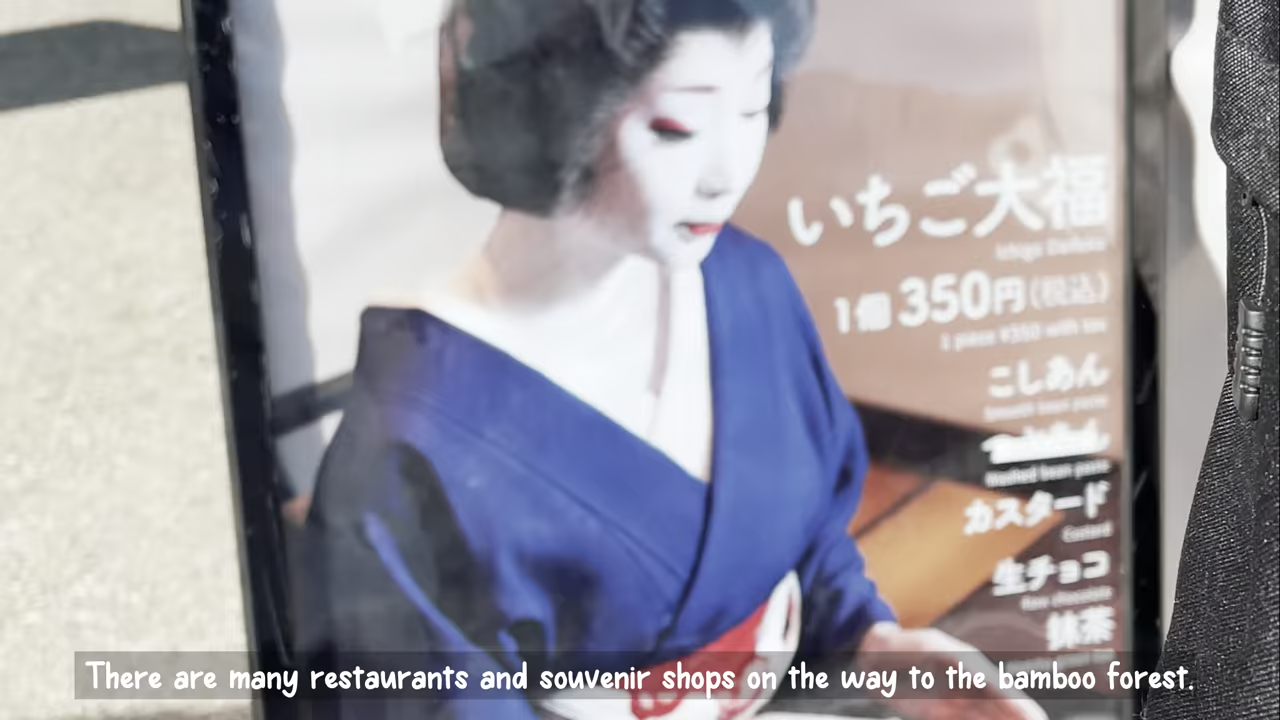 いちご大福
Ichigo Daifuku
1個 350円(税込)
1 piece ¥350 with tax
こしあん
Smooth bean paste
Mashed bean paste
カスタード
Custard
生チョコ
Raw chocolate
抹茶
There are many restaurants and souvenir shops on the way to the bamboo forest.